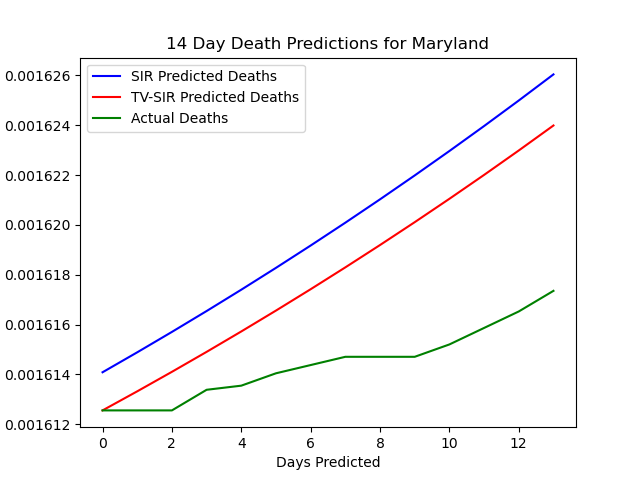 14 Day Death Predictions for Maryland
SIR Predicted Deaths
TV-SIR Predicted Deaths
Actual Deaths
0.001626
0.001624
0.001622
0.001620
0.001618
0.001616
0.001614
0.001612
0 2 4 6 8 10 12
Days Predicted